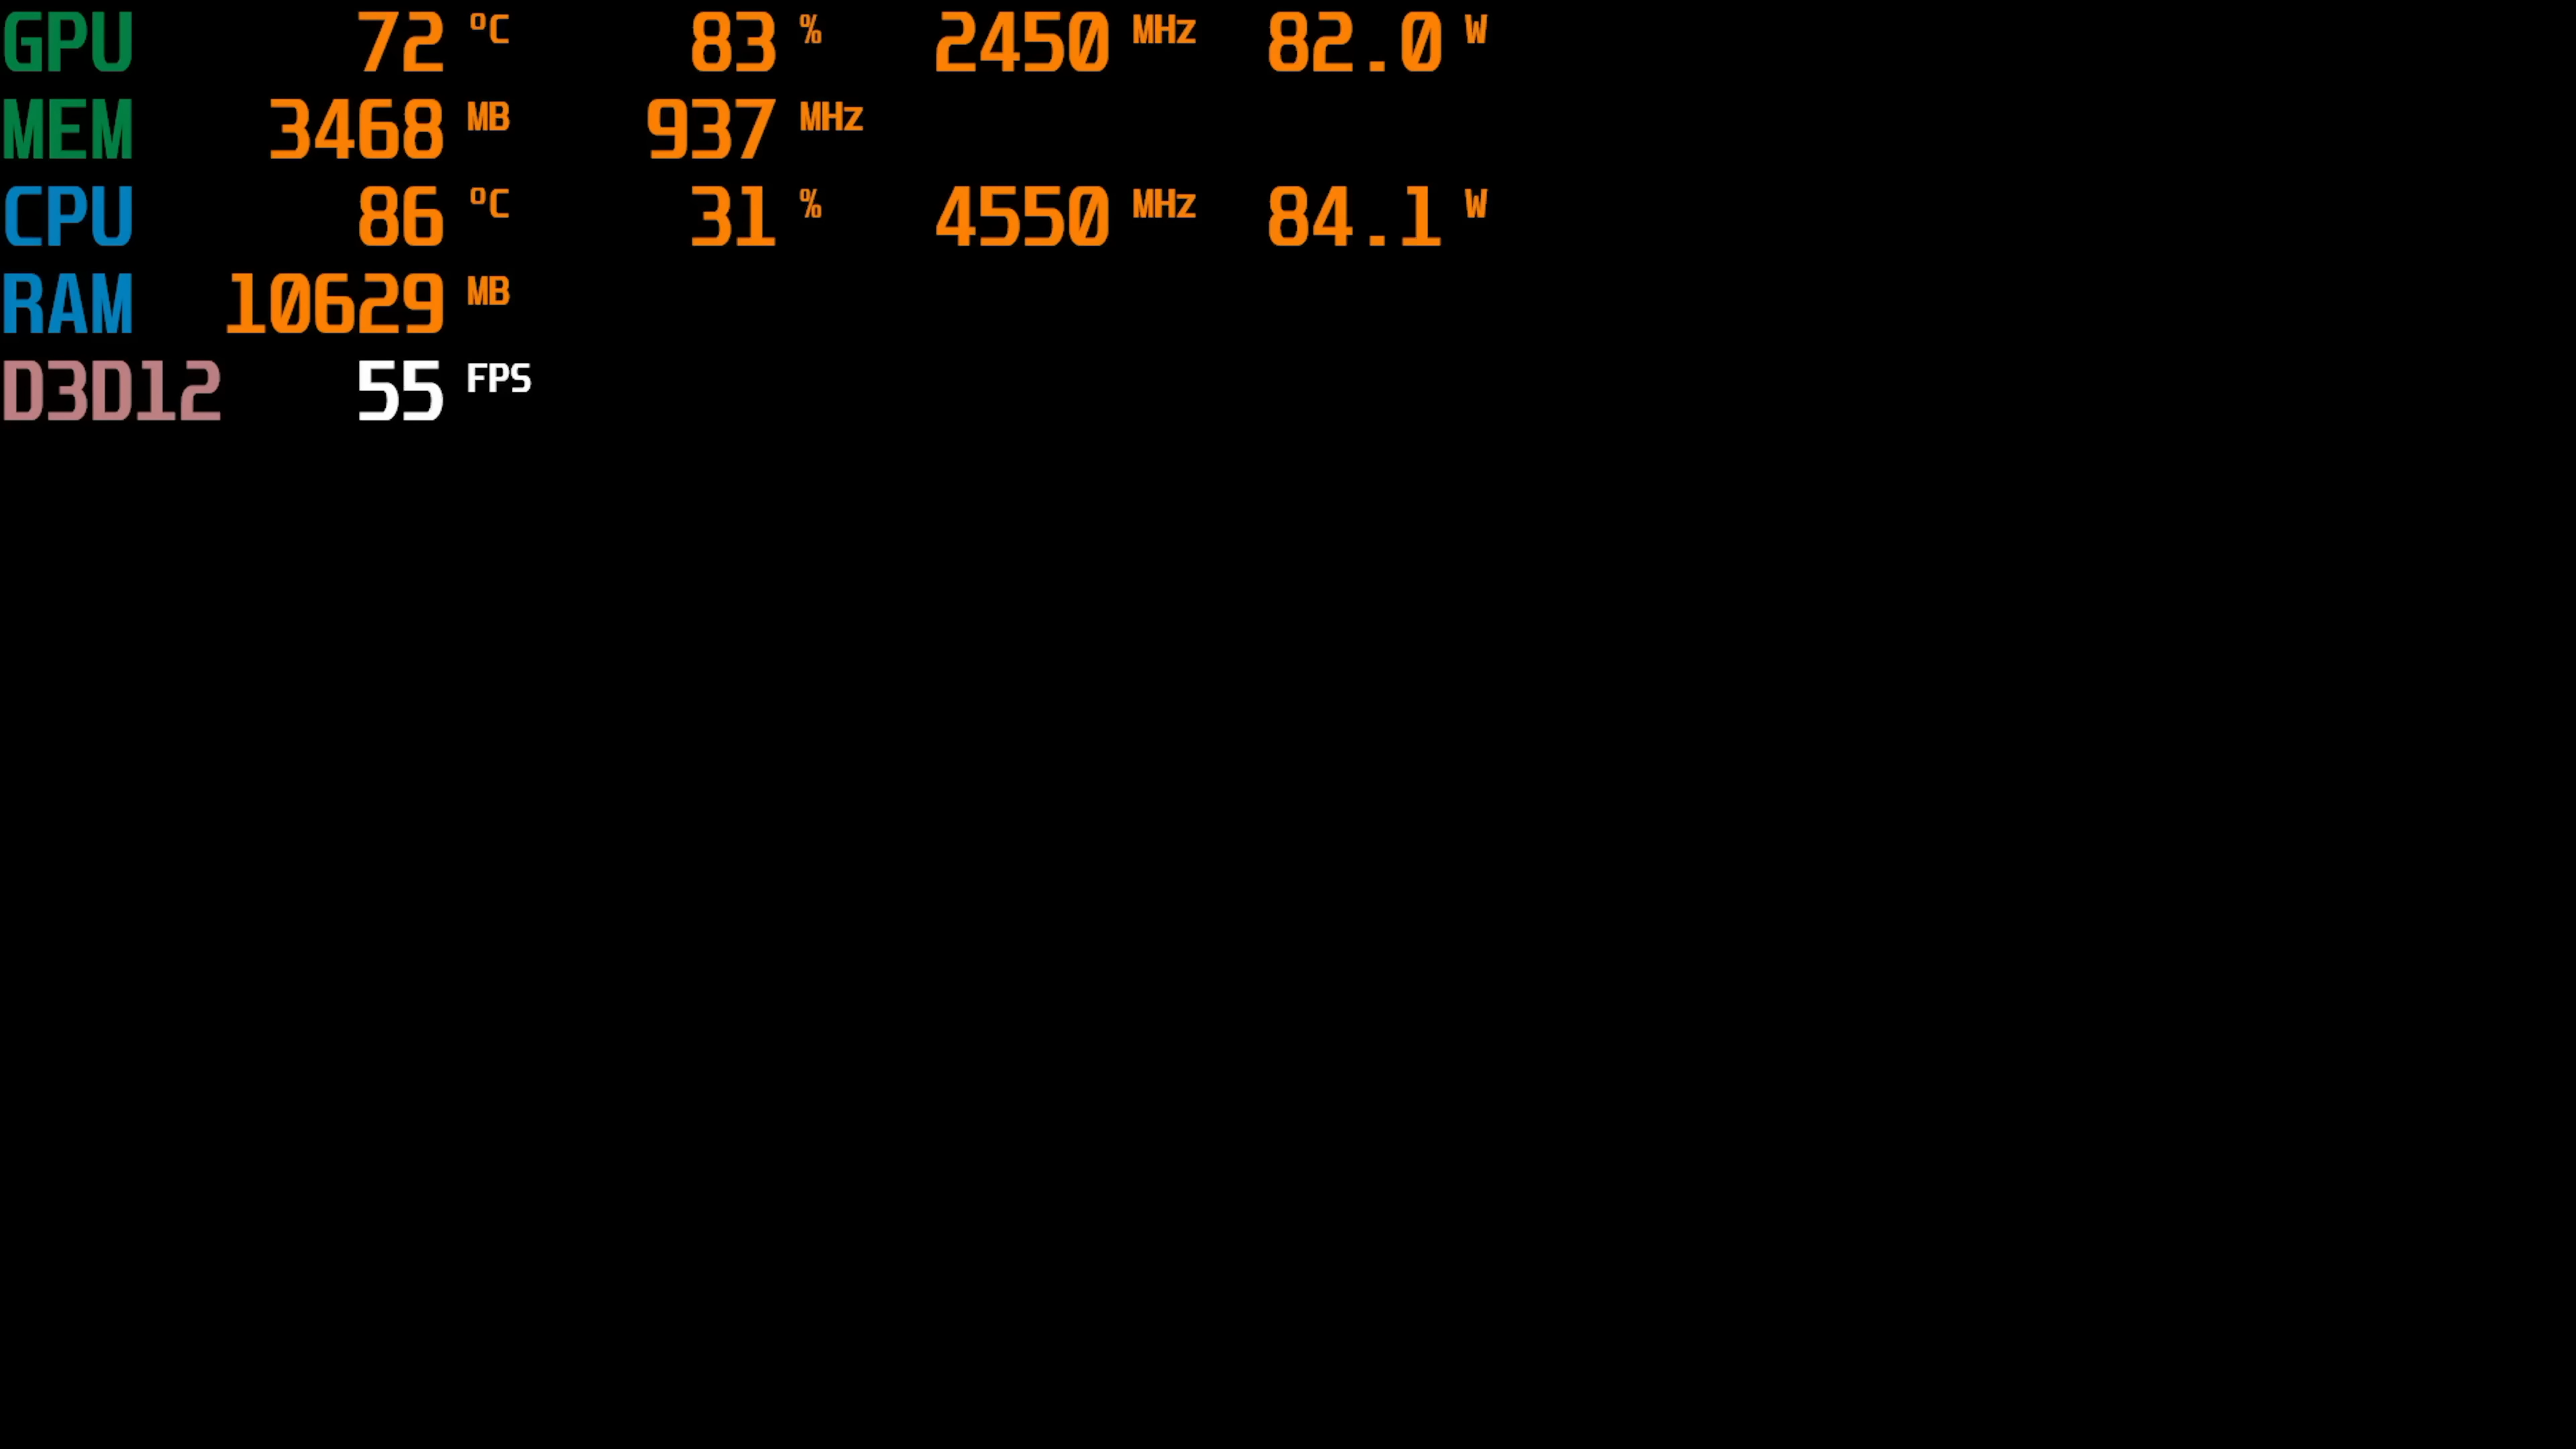 GPU 72 °C 83 % 2450 MHz 82.0 W
MEM 3468 MB 937 MHz
CPU 86 °C 31 % 4550 MHz 84.1 W
RAM 10629 MB
D3D12 55 FPS